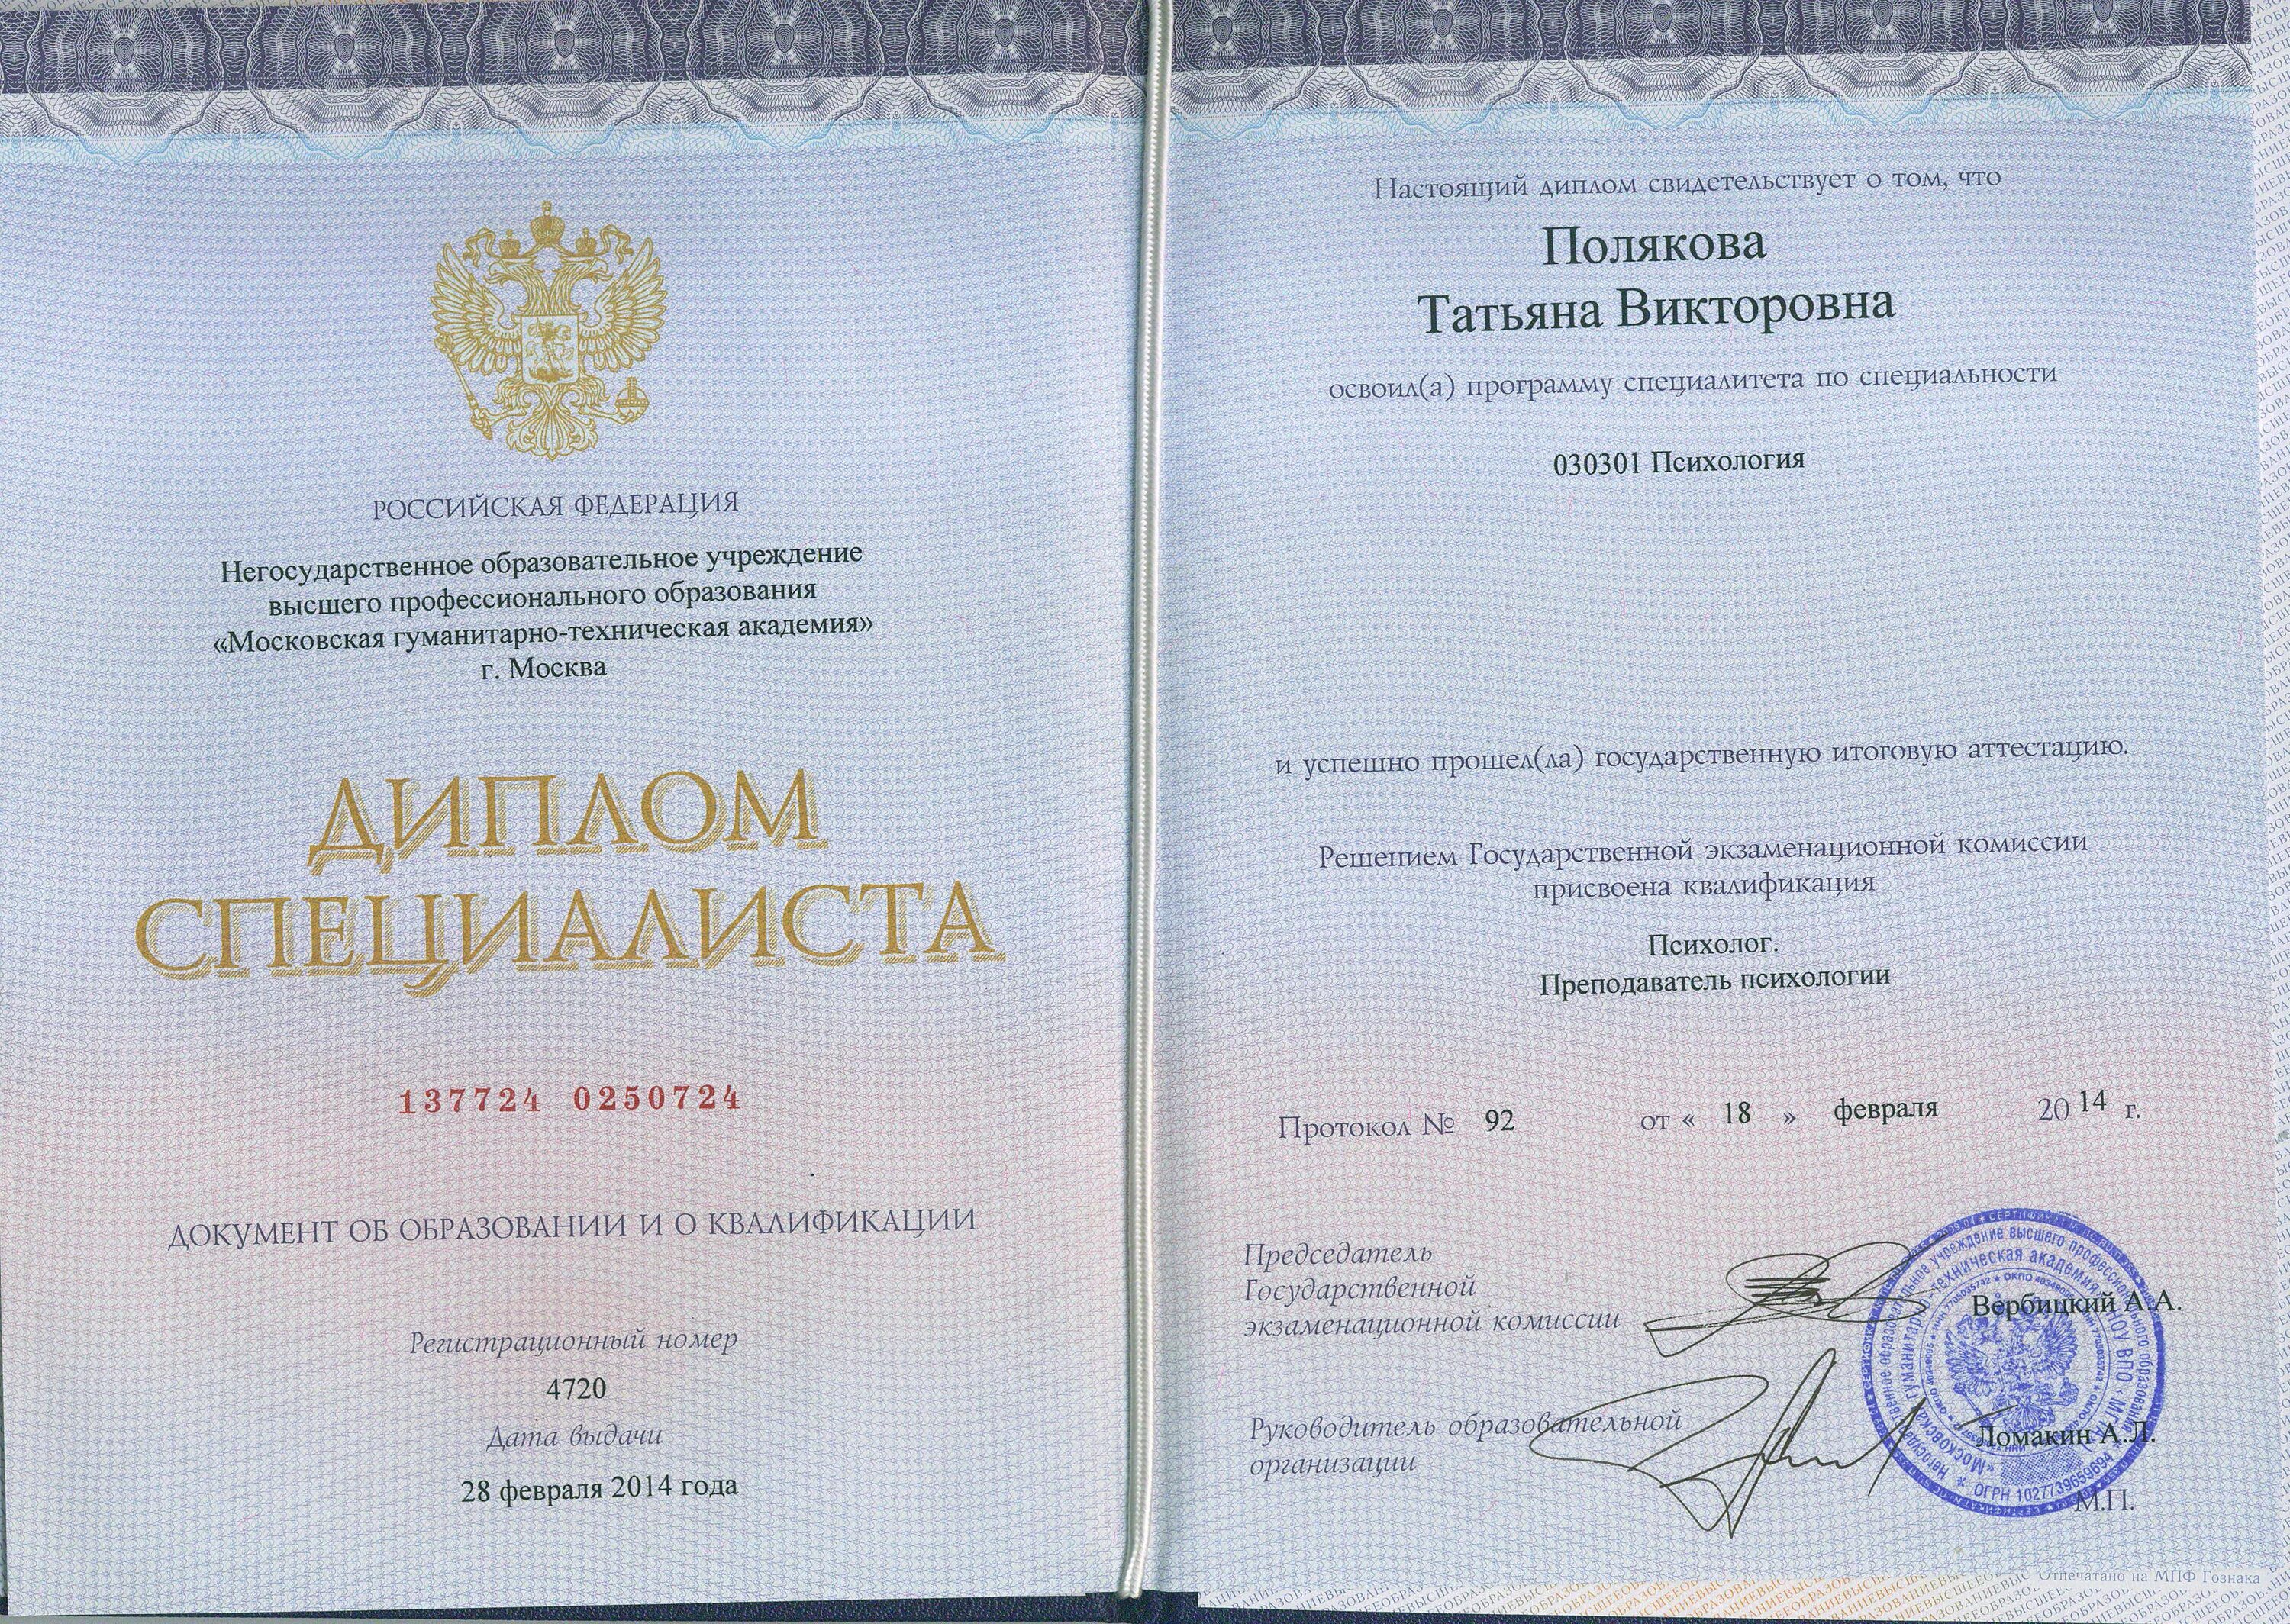 РОССИЙСКАЯ ФЕДЕРАЦИЯ
Негосударственное образовательное учреждение
высшего профессионального образования
«Московская гуманитарно-техническая академия»
г. Москва
ДИПЛОМ
СПЕЦИАЛИСТА
137724 0250724
ДОКУМЕНТ ОБ ОБРАЗОВАНИИ И О КВАЛИФИКАЦИИ
Регистрационный номер
4720
Дата выдачи
28 февраля 2014 года
Настоящий диплом свидетельствует о том, что
Полякова
Татьяна Викторовна
освоил(а) программу специалитета по специальности
030301 Психология
и успешно прошел(ла) государственную итоговую аттестацию.
Решением Государственной экзаменационной комиссии
присвоена квалификация
Психолог.
Преподаватель психологии
Протокол № 92 от « 18 » февраля 2014 г.
Председатель
Государственной
экзаменационной комиссии
Вербицкий А.А.
Руководитель образовательной
организации
Ломакин А.Л.
М.П.
ОГРН 1027739659694
Отпечатано на МПФ Гознака